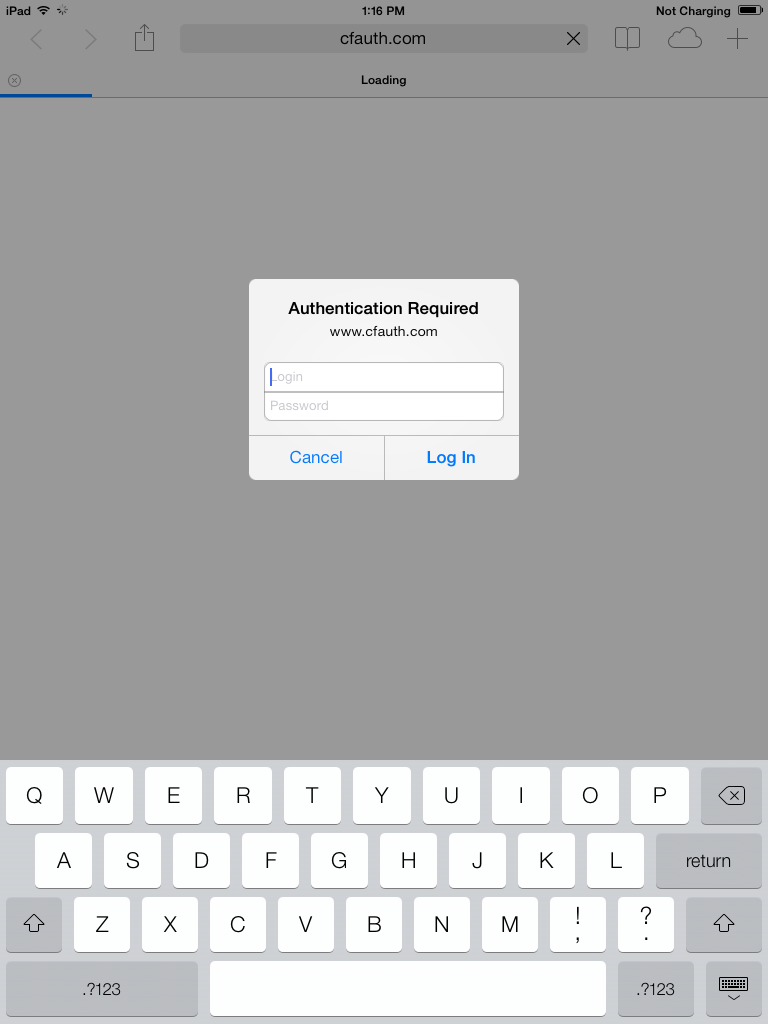 iPad 1:16 PM Not Charging
cfauth.com
Loading
Authentication Required
www.cfauth.com
Login
Password
Cancel Log In
Q W E R T Y U I O P
A S D F G H J K L return
Z X C V B N M ! , ? .
.?123 .?123